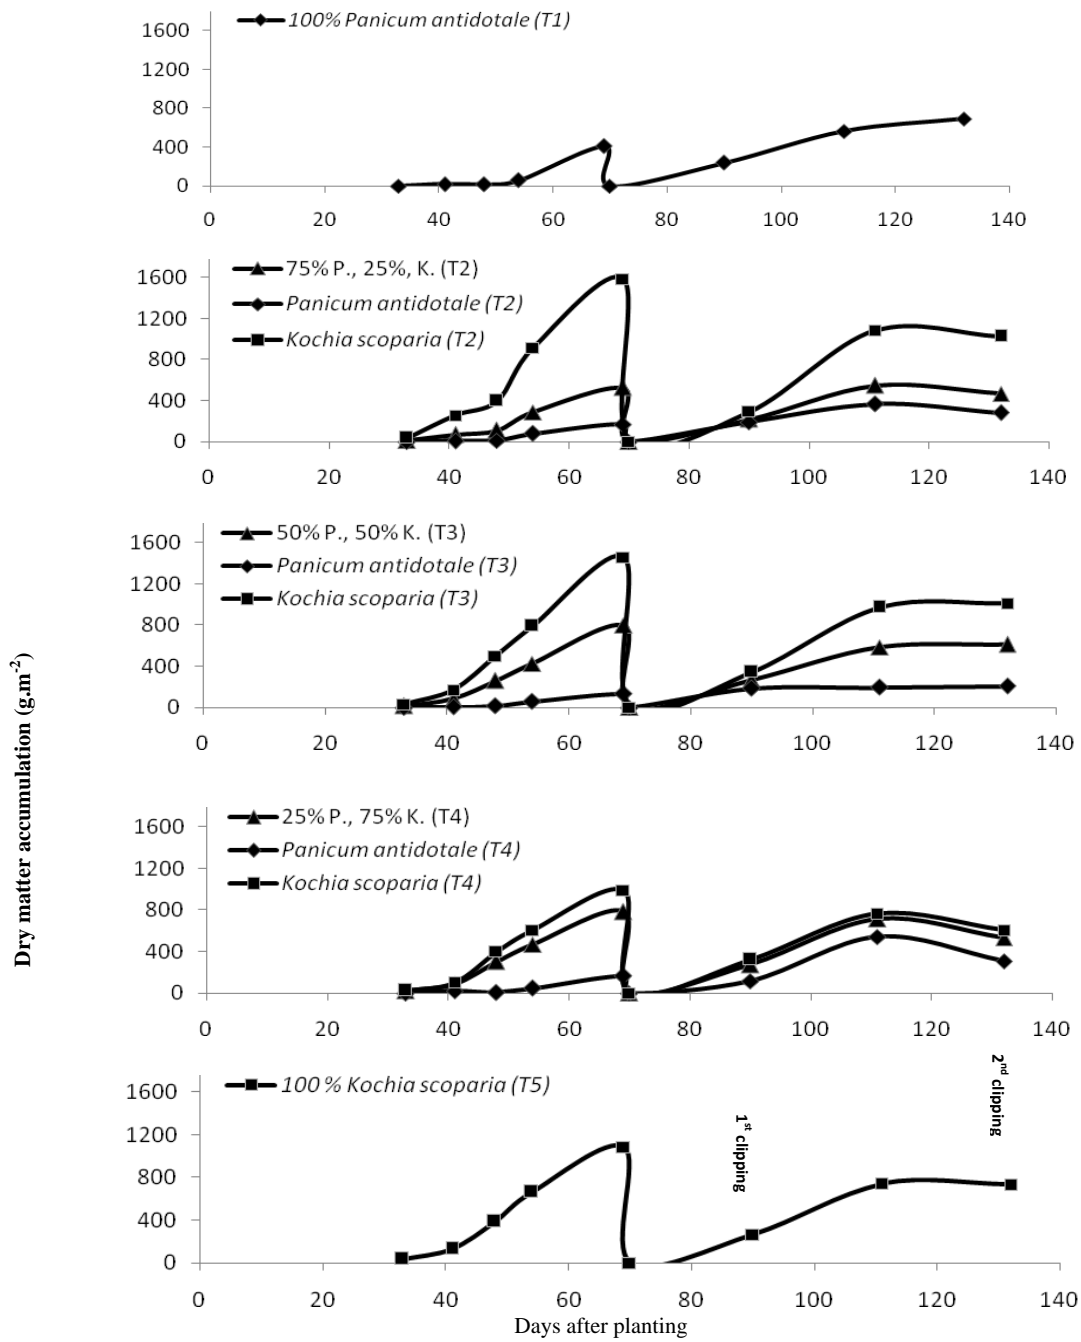 100% Panicum antidotale (T1)
1600
1200
800
400
0
0 20 40 60 80 100 120 140
75% P., 25%, K. (T2)
Panicum antidotale (T2)
Kochia scoparia (T2)
1600
1200
800
400
0
0 20 40 60 80 100 120 140
50% P., 50% K. (T3)
Panicum antidotale (T3)
Kochia scoparia (T3)
1600
1200
800
400
0
0 20 40 60 80 100 120 140
Dry matter accumulation (g.m-2)
25% P., 75% K. (T4)
Panicum antidotale (T4)
Kochia scoparia (T4)
1600
1200
800
400
0
0 20 40 60 80 100 120 140
100 % Kochia scoparia (T5)
1st clipping
2nd clipping
1600
1200
800
400
0
0 20 40 60 80 100 120 140
Days after planting